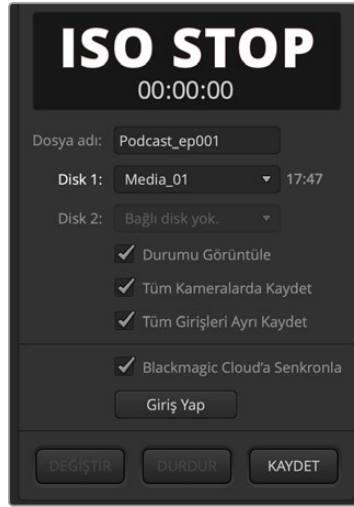 ISO STOP
00:00:00
Dosya adı: Podcast_ep001
Disk 1: Media_01 17:47
Disk 2: Bağlı disk yok.
Durumu Görüntüle
Tüm Kameralarda Kaydet
Tüm Girişleri Ayrı Kaydet
Blackmagic Cloud'a Senkronla
Giriş Yap
DEĞİŞTİR DURDUR KAYDET